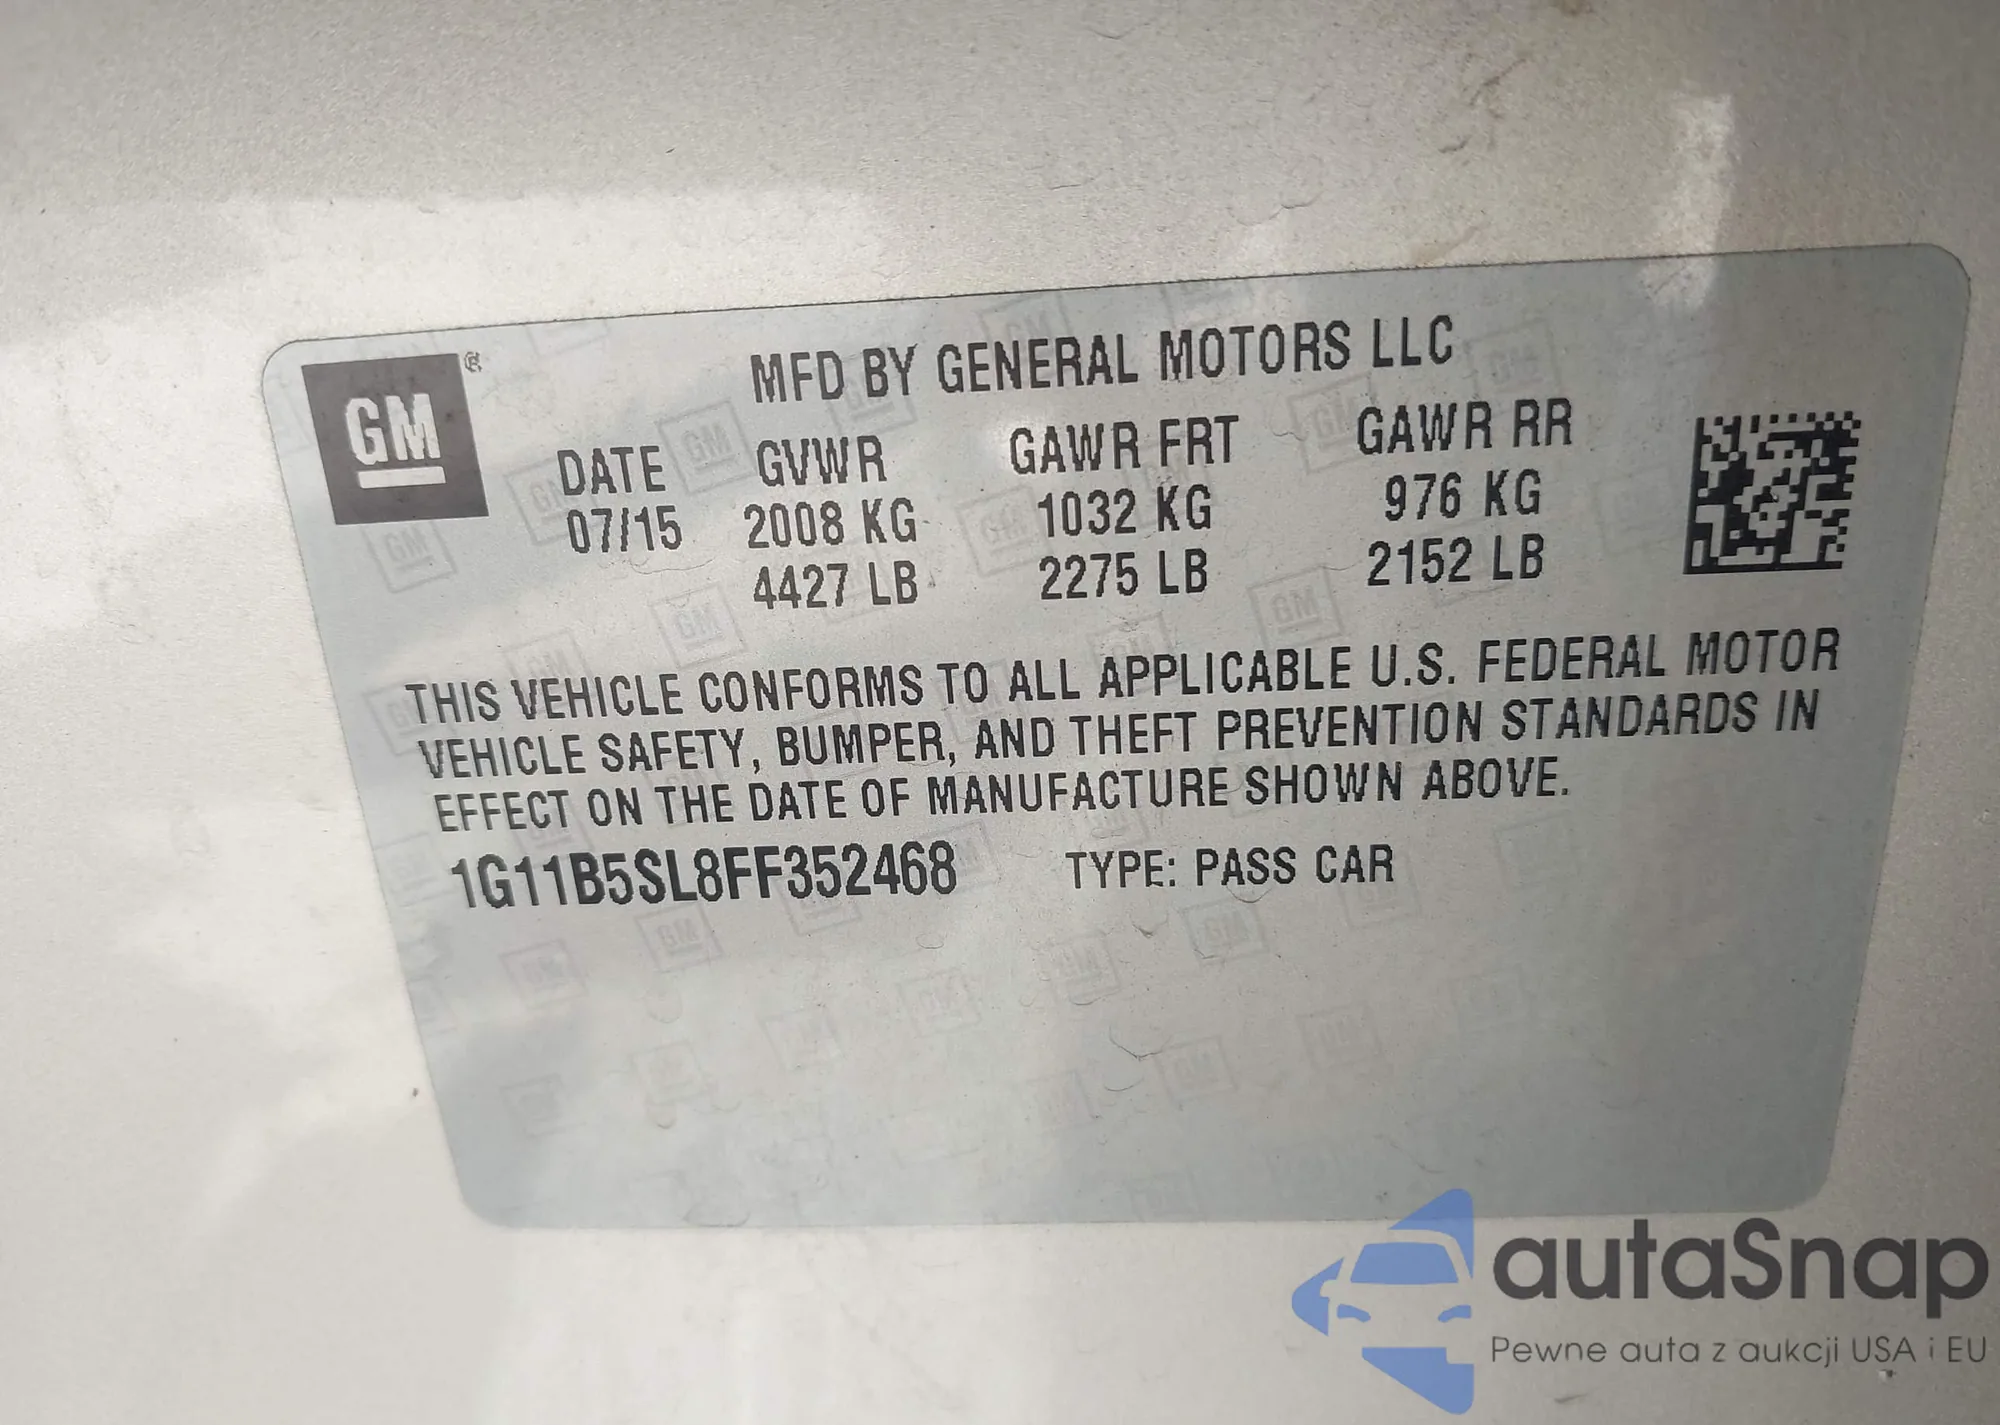 GM ®
MFD BY GENERAL MOTORS LLC
DATE GVWR GAWR FRT GAWR RR
07/15 2008 KG 1032 KG 976 KG
4427 LB 2275 LB 2152 LB
THIS VEHICLE CONFORMS TO ALL APPLICABLE U.S. FEDERAL MOTOR
VEHICLE SAFETY, BUMPER, AND THEFT PREVENTION STANDARDS IN
EFFECT ON THE DATE OF MANUFACTURE SHOWN ABOVE.
1G11B5SL8FF352468 TYPE: PASS CAR
autaSnap
Pewne auta z aukcji USA i EU